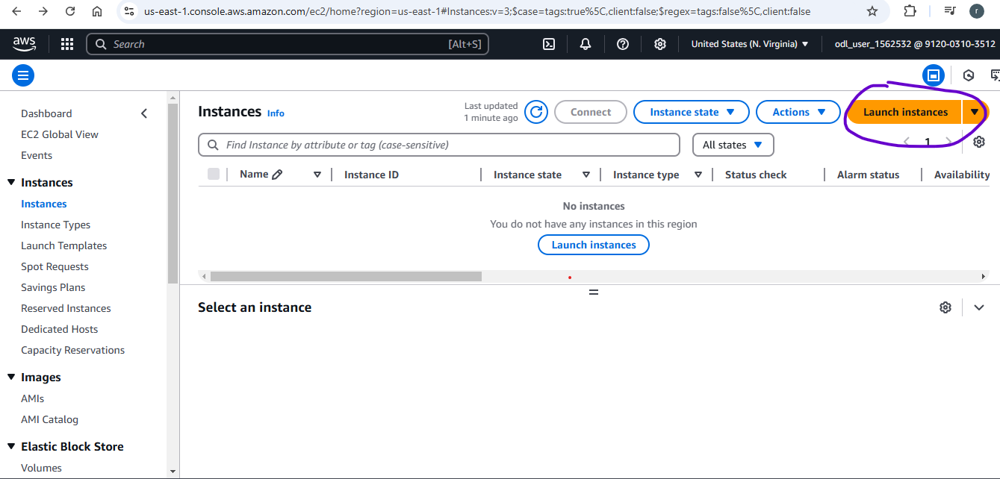 us-east-1.console.aws.amazon.com/ec2/home?region=us-east-1#Instances:v=3;$case=tags:true%5C,client:false;$regex=tags:false%5C,client:false
r
aws
Search
[Alt+S]
United States (N. Virginia)
odl_user_1562532 @ 9120-0310-3512
Dashboard
EC2 Global View
Events
Instances
Instances
Instance Types
Launch Templates
Spot Requests
Savings Plans
Reserved Instances
Dedicated Hosts
Capacity Reservations
Images
AMIs
AMI Catalog
Elastic Block Store
Volumes
Instances Info
Last updated
1 minute ago
Connect
Instance state
Actions
Launch instances
Find Instance by attribute or tag (case-sensitive)
All states
1
Name Instance ID Instance state Instance type Status check Alarm status Availability
No instances
You do not have any instances in this region
Launch instances
Select an instance